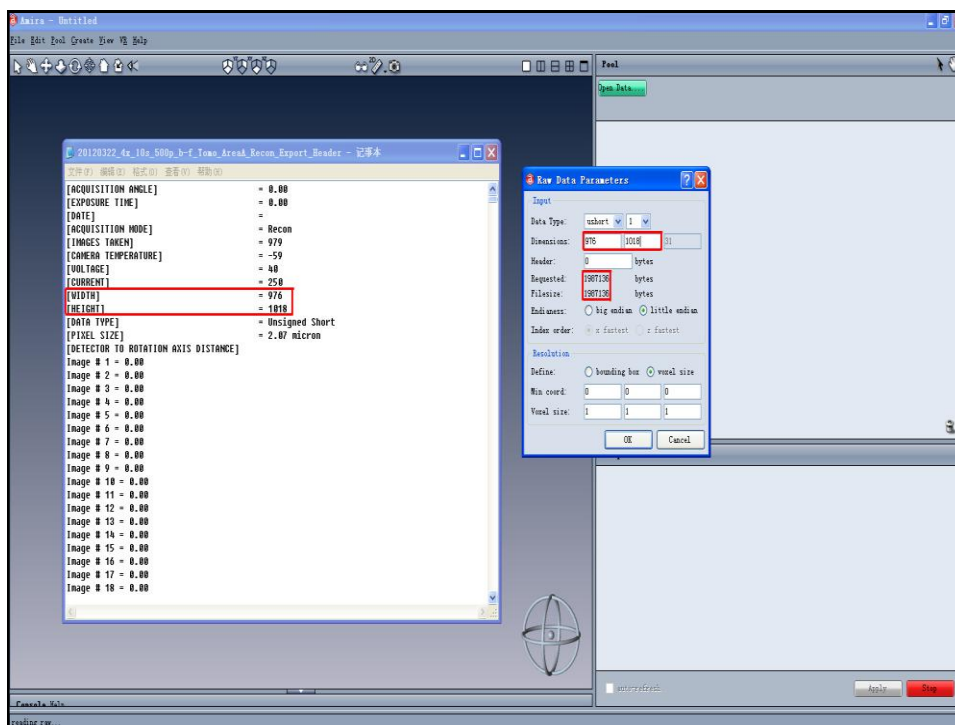 Amira - Untitled
File Edit Pool Create View VR Help
Pool
Open Data...
20120322_4x_10s_500p_b-f_Tomo_AreaA_Recon_Export_Header - 记事本
文件(F) 编辑(E) 格式(O) 查看(V) 帮助(H)
[ACQUISITION ANGLE] = 0.00
[EXPOSURE TIME] = 0.00
[DATE] =
[ACQUISITION MODE] = Recon
[IMAGES TAKEN] = 979
[CAMERA TEMPERATURE] = -59
[VOLTAGE] = 40
[CURRENT] = 250
[WIDTH] = 976
[HEIGHT] = 1018
[DATA TYPE] = Unsigned Short
[PIXEL SIZE] = 2.07 micron
[DETECTOR TO ROTATION AXIS DISTANCE]
Image # 1 = 0.00
Image # 2 = 0.00
Image # 3 = 0.00
Image # 4 = 0.00
Image # 5 = 0.00
Image # 6 = 0.00
Image # 7 = 0.00
Image # 8 = 0.00
Image # 9 = 0.00
Image # 10 = 0.00
Image # 11 = 0.00
Image # 12 = 0.00
Image # 13 = 0.00
Image # 14 = 0.00
Image # 15 = 0.00
Image # 16 = 0.00
Image # 17 = 0.00
Image # 18 = 0.00
Raw Data Parameters
Input
Data Type: ushort 1
Dimensions: 976 1018 31
Header: 0 bytes
Requested: 1987136 bytes
Filesize: 1987136 bytes
Endianess: big endian little endian
Index order: x fastest z fastest
Resolution
Define: bounding box voxel size
Min coord: 0 0 0
Voxel size: 1 1 1
OK Cancel
auto-refresh Apply Stop
Console Help
reading raw...